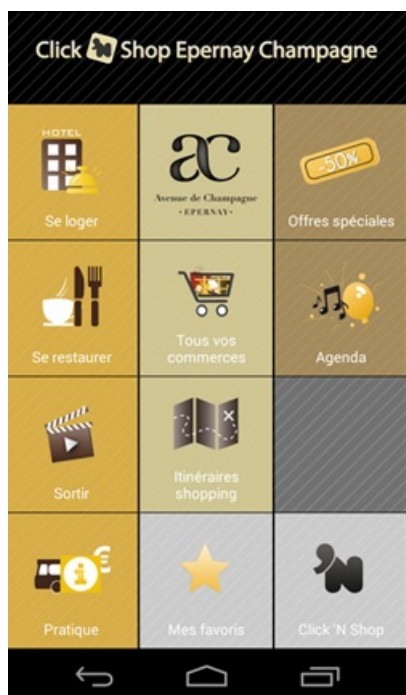 Click 'N Shop Epernay Champagne
HOTEL
Se loger
ac
Avenue de Champagne
- EPERNAY -
-50%
Offres spéciales
Se restaurer
Tous vos
commerces
Agenda
Sortir
x
Itinéraires
shopping
i
€
Pratique
Mes favoris
'N
Click 'N Shop